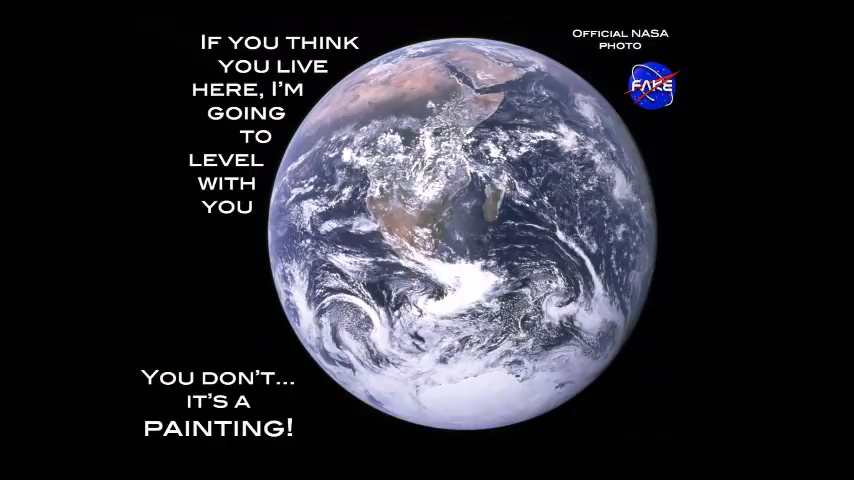 IF YOU THINK
YOU LIVE
HERE, I'M
GOING
TO
LEVEL
WITH
YOU
OFFICIAL NASA
PHOTO
FAKE
YOU DON'T...
IT'S A
PAINTING!